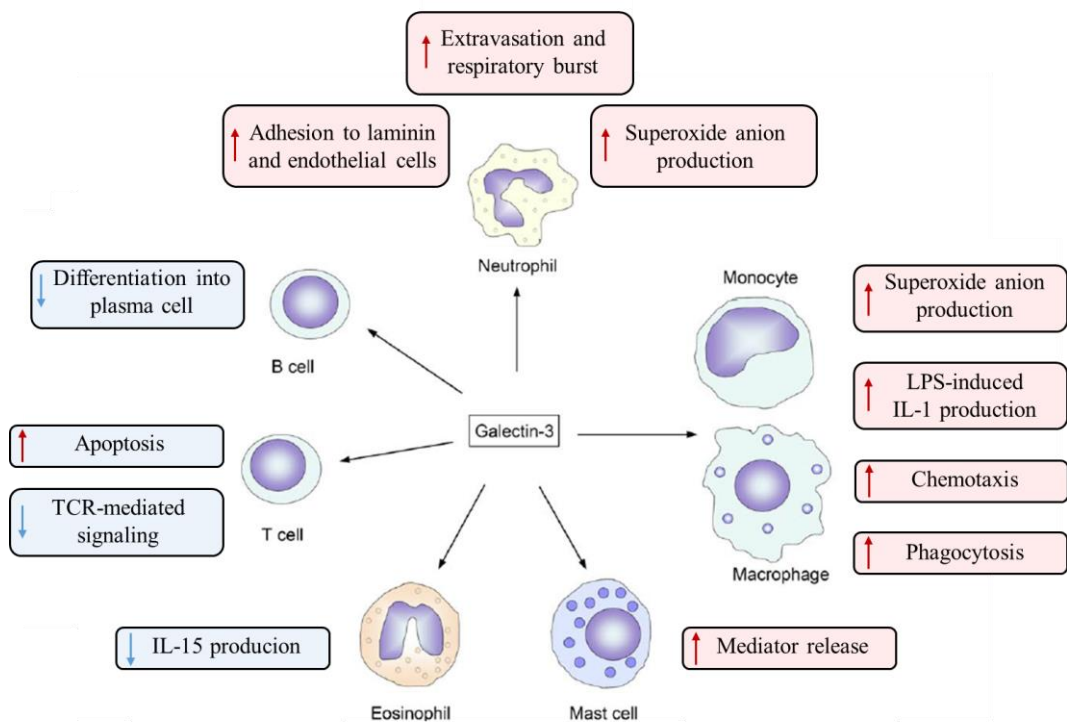 Extravasation and
respiratory burst
Adhesion to laminin
and endothelial cells
Superoxide anion
production
Neutrophil
Differentiation into
plasma cell
B cell
Monocyte
Superoxide anion
production
LPS-induced
IL-1 production
Galectin-3
Apoptosis
TCR-mediated
signaling
T cell
Chemotaxis
Phagocytosis
Macrophage
IL-15 producion
Eosinophil
Mast cell
Mediator release